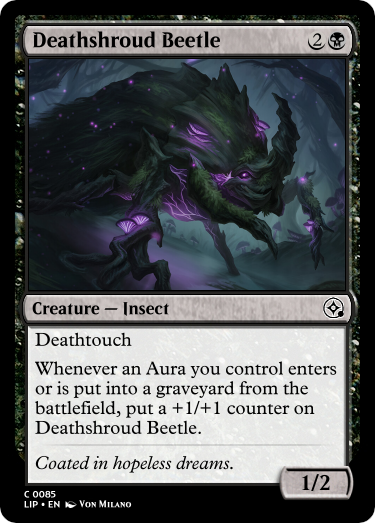 Deathshroud Beetle 2
Creature — Insect
Deathtouch
Whenever an Aura you control enters
or is put into a graveyard from the
battlefield, put a +1/+1 counter on
Deathshroud Beetle.
Coated in hopeless dreams.
1/2
C 0085
LIP • EN Von Milano